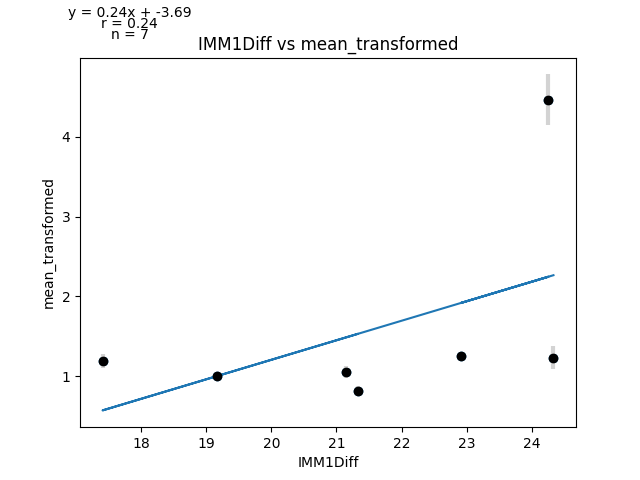 y = 0.24x + -3.69
r = 0.24
n = 7
IMM1Diff vs mean_transformed
mean_transformed
4
3
2
1
18 19 20 21 22 23 24
IMM1Diff